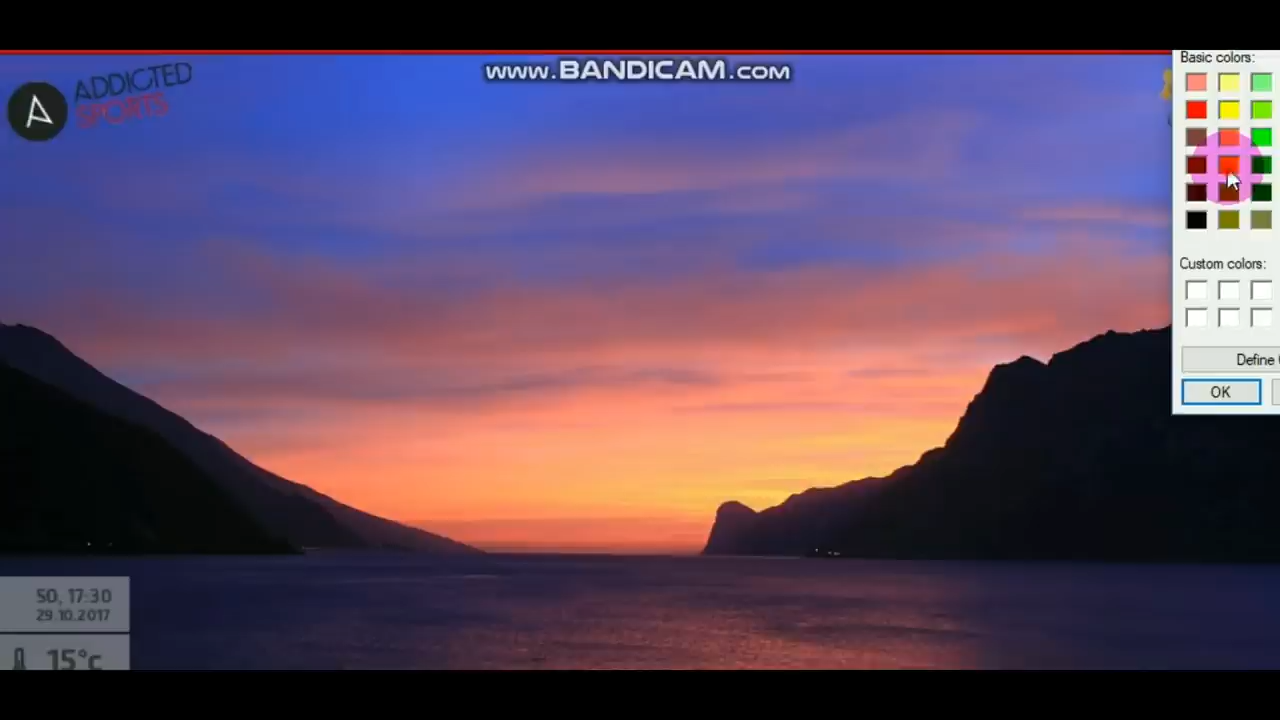 www.BANDICAM.com
ADDICTED
SPORTS
Basic colors:
Custom colors:
Define
OK
SO, 17:30
29.10.2017
15°c